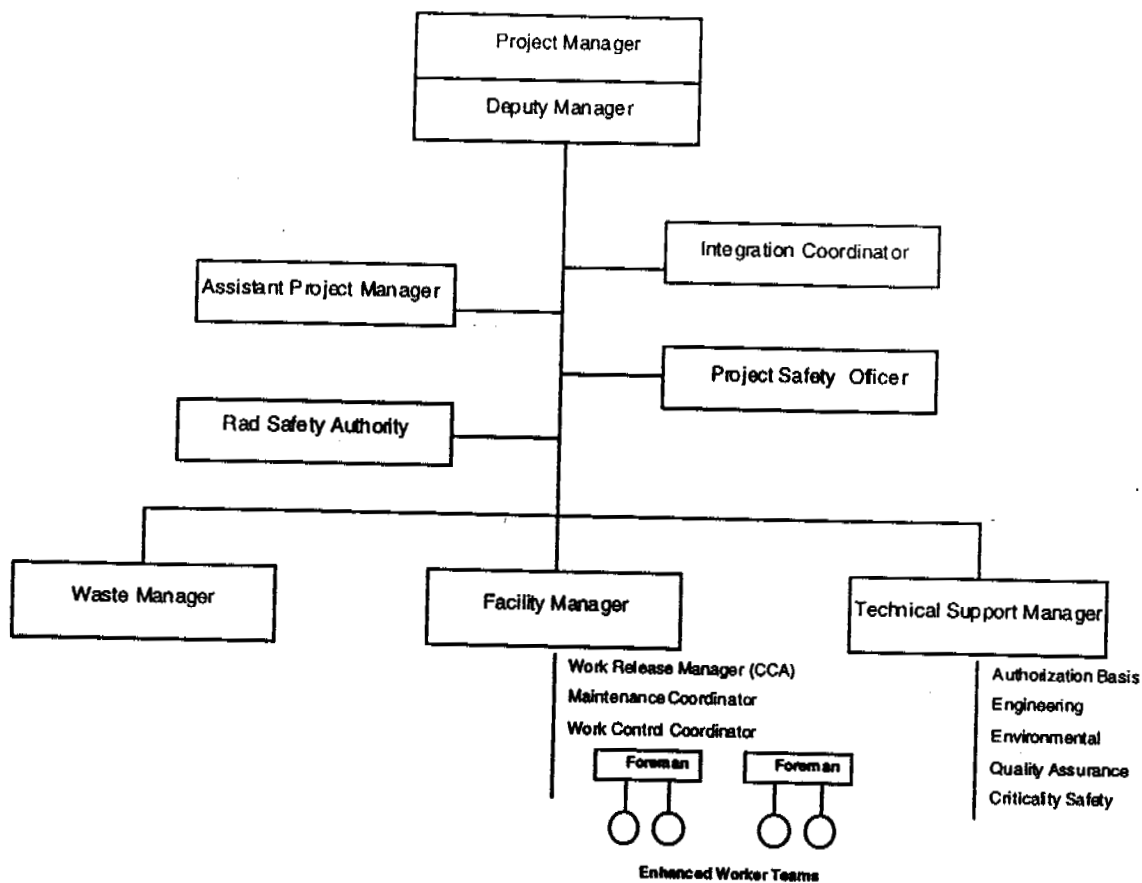 Project Manager
Deputy Manager
Integration Coordinator
Assistant Project Manager
Project Safety Officer
Rad Safety Authority
Waste Manager
Facility Manager
Technical Support Manager
Work Release Manager (CCA)
Maintenance Coordinator
Work Control Coordinator
Foreman
Foreman
Enhanced Worker Teams
Authorization Basis
Engineering
Environmental
Quality Assurance
Criticality Safety